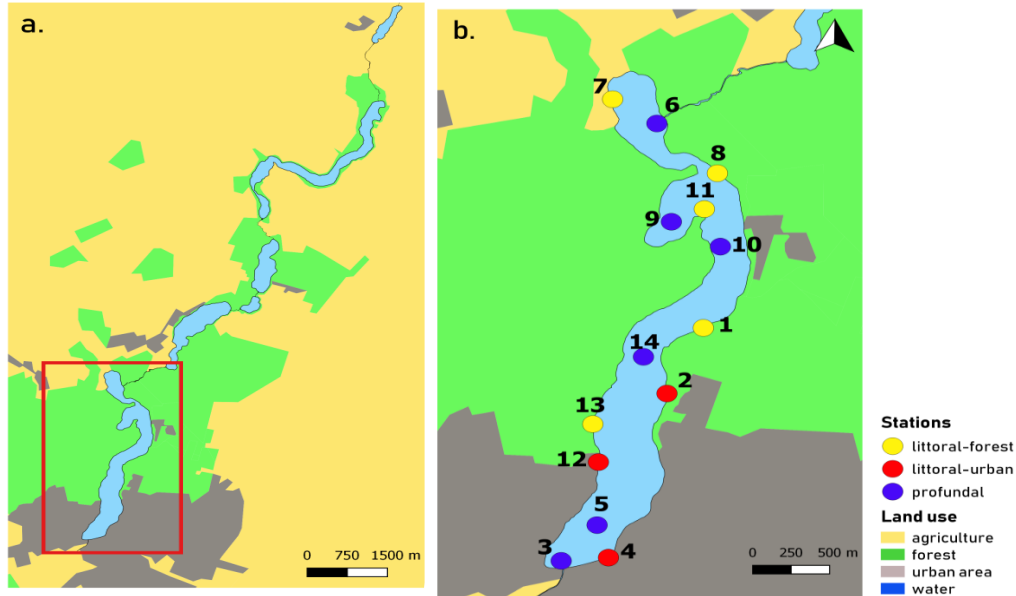 a.
0 750 1500 m
b.
7
6
8
11
9
10
1
14
2
13
12
5
3
4
0 250 500 m
Stations
littoral-forest
littoral-urban
profundal
Land use
agriculture
forest
urban area
water